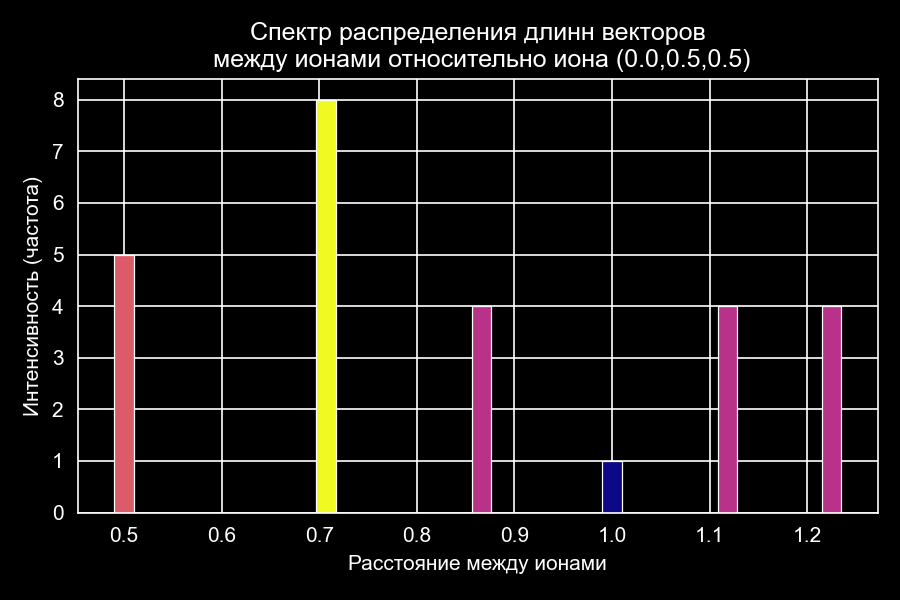 Спектр распределения длинн векторов
между ионами относительно иона (0.0,0.5,0.5)
Интенсивность (частота)
8
7
6
5
4
3
2
1
0
0.5 0.6 0.7 0.8 0.9 1.0 1.1 1.2
Расстояние между ионами